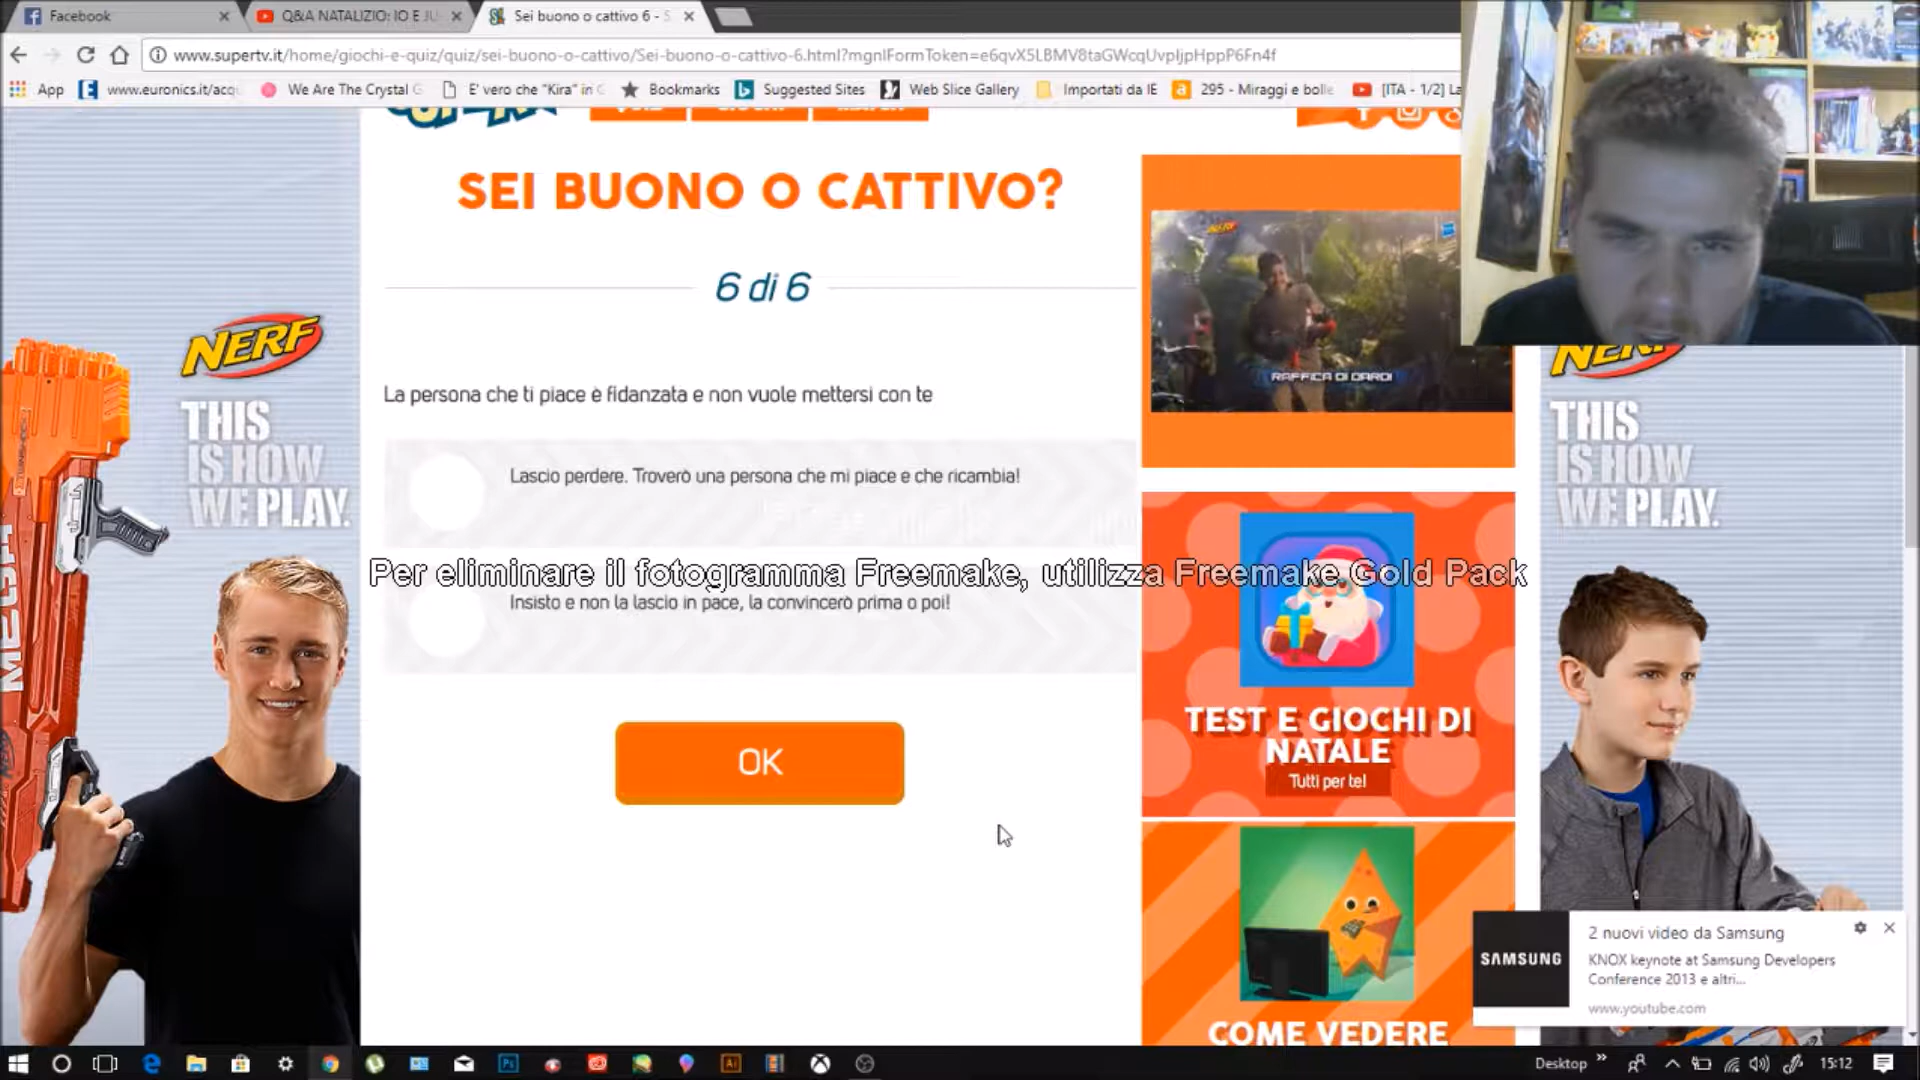 Facebook
Q&A NATALIZIO: IO E JU
Sei buono o cattivo 6 - S
www.supertv.it/home/giochi-e-quiz/quiz/sei-buono-o-cattivo/Sei-buono-o-cattivo-6.html?mgnlFormToken=e6qvX5LBMV8taGWcqUvpljpHppP6Fn4f
App
www.euronics.it/acqu
We Are The Crystal G
E' vero che "Kira" in G
Bookmarks
Suggested Sites
Web Slice Gallery
Importati da IE
295 - Miraggi e bolle
[ITA - 1/2] La
SEI BUONO O CATTIVO?
6 di 6
La persona che ti piace è fidanzata e non vuole mettersi con te
Lascio perdere. Troverò una persona che mi piace e che ricambia!
Per eliminare il fotogramma Freemake, utilizza Freemake Gold Pack
Insisto e non la lascio in pace, la convincerò prima o poi!
OK
NERF
THIS
IS HOW
WE PLAY.
MEGA
NERF
RAFFICA DI DARDI
TEST E GIOCHI DI
NATALE
Tutti per te!
COME VEDERE
NERF
THIS
IS HOW
WE PLAY.
SAMSUNG
2 nuovi video da Samsung
KNOX keynote at Samsung Developers
Conference 2013 e altri...
www.youtube.com
Desktop
15:12